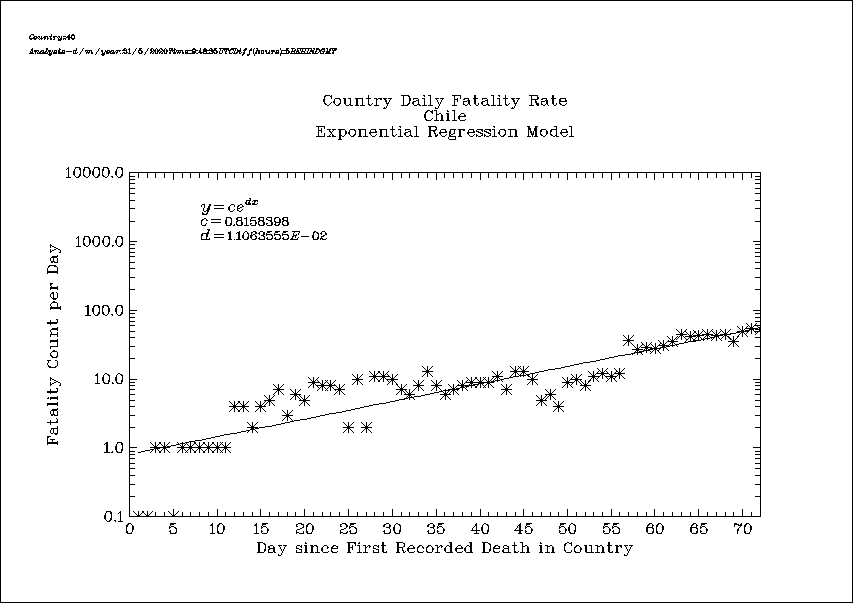 Country:40
Analysis-d/m/year:31/5/2020Time:9:48:35UTCDiff(hours):5BEHINDGMT
Country Daily Fatality Rate
Chile
Exponential Regression Model
10000.0
y=ce^dx
c=0.8158398
d=1.1063555E-02
1000.0
100.0
10.0
1.0
0.1
Fatality Count per Day
0 5 10 15 20 25 30 35 40 45 50 55 60 65 70
Day since First Recorded Death in Country